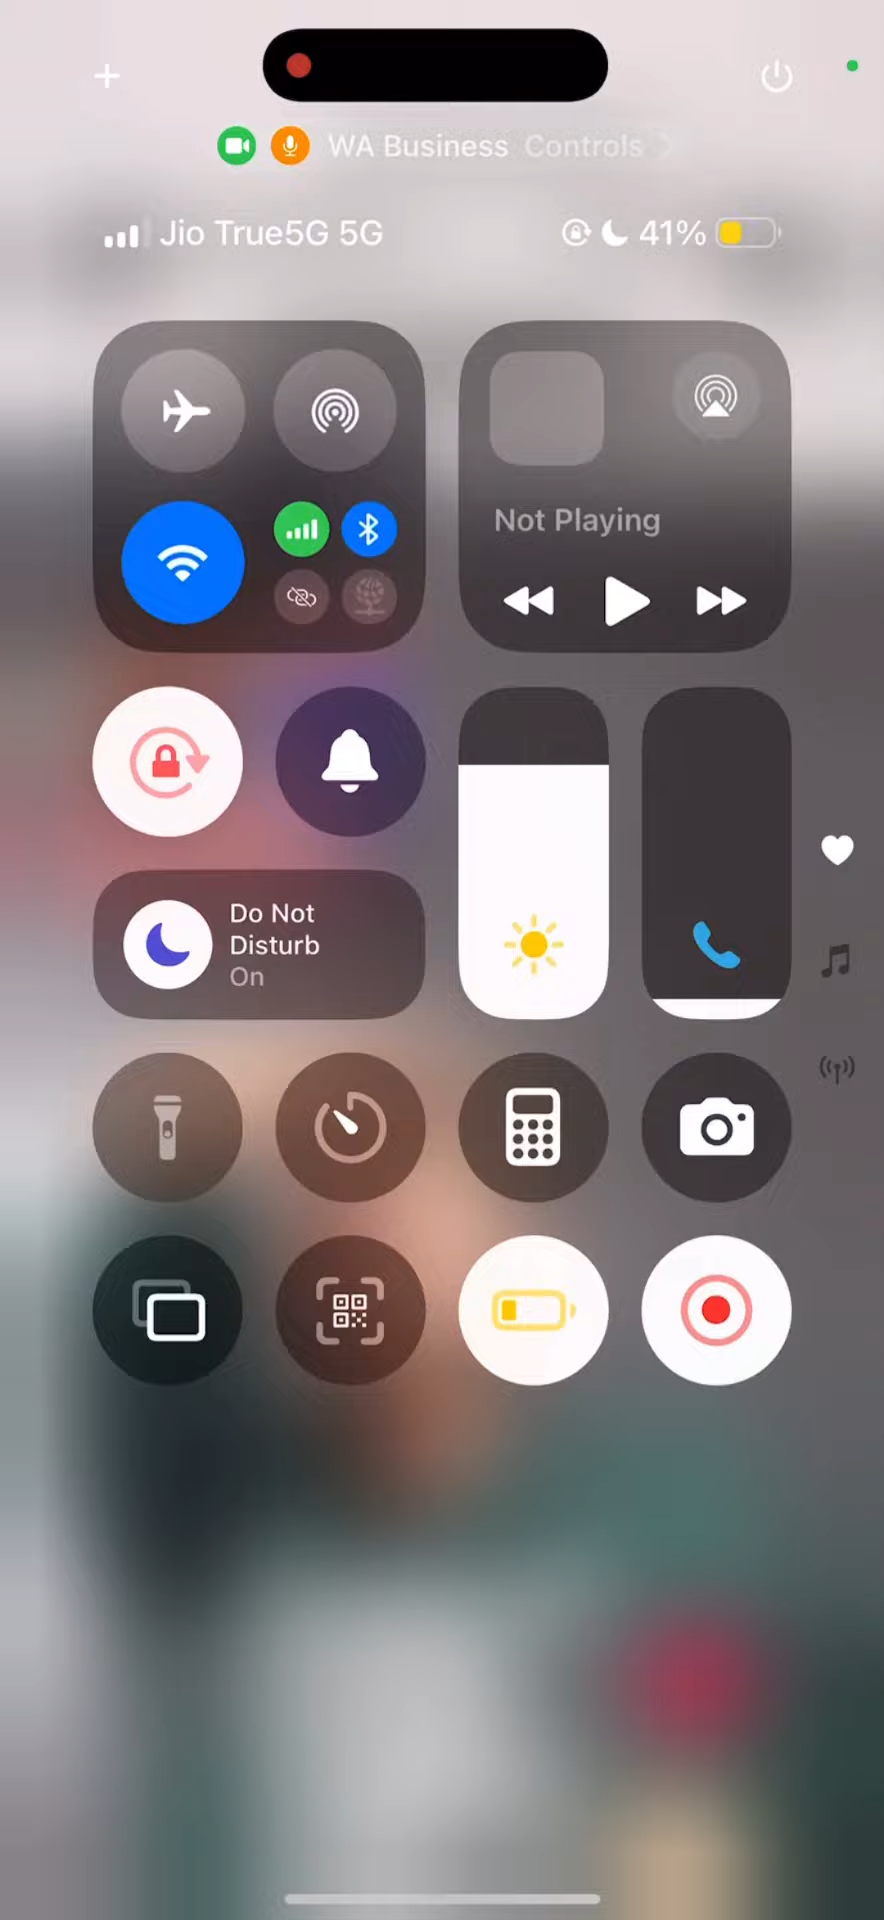 WA Business Controls
Jio True5G 5G 41%
Not Playing
Do Not
Disturb
On